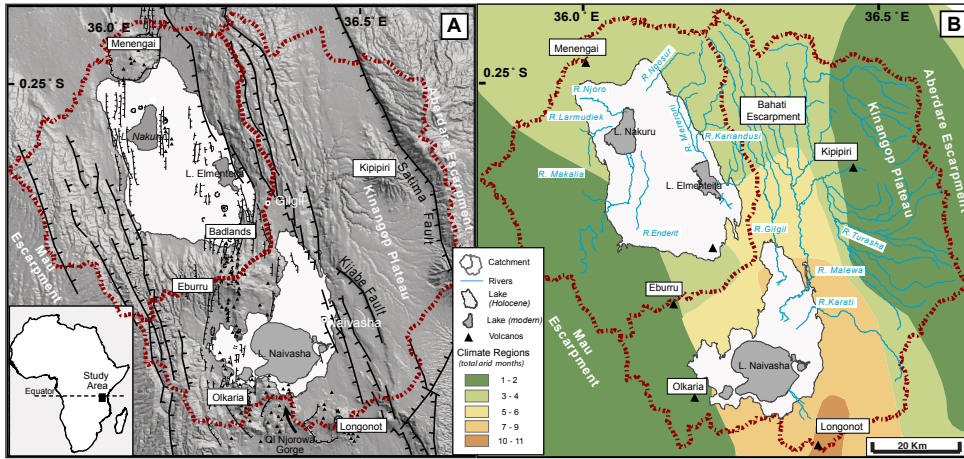 36.0 °E
36.5 °E
A
Menengai
0.25° S
L. Nakuru
L. Elmenteita
Gilgil
Badlands
Kipipiri
Aberdare Escarpment
Satima Fault
Kinangop Plateau
Kijabe Fault
Mau
Escarpment
Eburru
Naivasha
L. Naivasha
Olkaria
Ol Njorowa
Gorge
Longonot
Equator
Study
Area
Catchment
Rivers
Lake
(Holocene)
Lake (modern)
Volcanos
Climate Regions
(total arid months)
1 - 2
3 - 4
5 - 6
7 - 9
10 - 11
36.0 °E
36.5 °E
B
Menengai
0.25° S
R.Njoro
R.Ngosur
R.Larmudiek
L. Nakuru
R. Mereroni
R.Kariandusi
Bahati
Escarpment
Kipipiri
Aberdare Escarpment
Kinangop Plateau
R. Makalia
L. Elmenteita
R.Enderit
R.Gilgil
R.Turasha
R. Malewa
R.Karati
Eburru
Mau
Escarpment
L. Naivasha
Olkaria
Longonot
20 Km